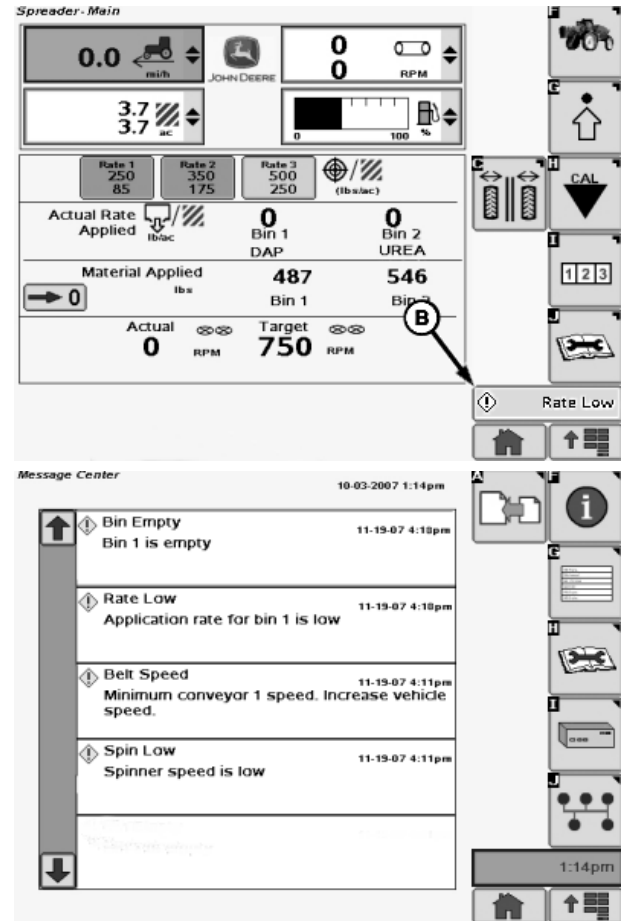 Spreader-Main
F
0.0
mi/h
JOHN DEERE
0
0
RPM
G
3.7
3.7
ac
0 100 %
Rate 1
250
85
Rate 2
350
175
Rate 3
500
250
(lbs/ac)
C
H
CAL
Actual Rate
Applied
lb/ac
0
Bin 1
DAP
0
Bin 2
UREA
I
1 2 3
Material Applied
lbs
0
487
Bin 1
546
Bin 2
B
J
Actual
0 RPM
Target
750 RPM
Rate Low
Message Center
10-03-2007 1:14pm
A
F
i
Bin Empty
11-19-07 4:18pm
Bin 1 is empty
G
Rate Low
11-19-07 4:18pm
Application rate for bin 1 is low
H
Belt Speed
11-19-07 4:11pm
Minimum conveyor 1 speed. Increase vehicle
speed.
I
Spin Low
11-19-07 4:11pm
Spinner speed is low
J
1:14pm